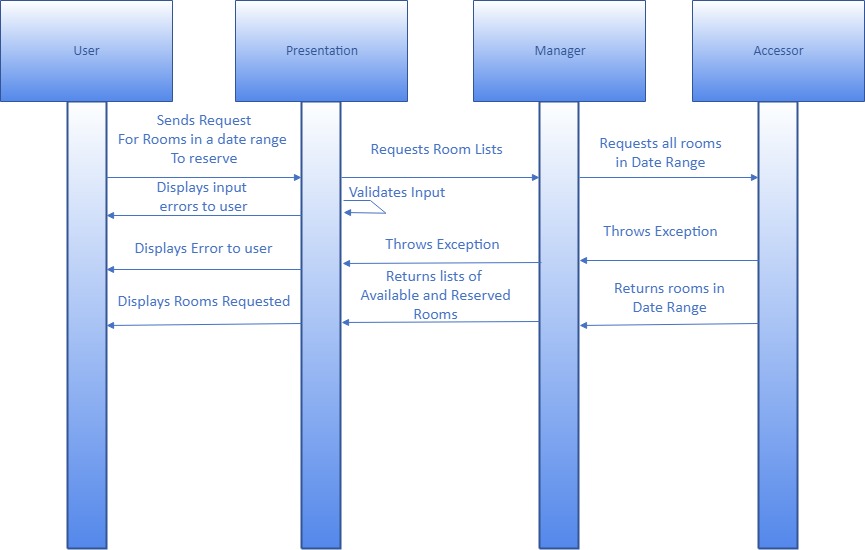 User
Presentation
Manager
Accessor
Sends Request
For Rooms in a date range
To reserve
Requests Room Lists
Requests all rooms
in Date Range
Displays input
errors to user
Validates Input
Displays Error to user
Throws Exception
Throws Exception
Displays Rooms Requested
Returns lists of
Available and Reserved
Rooms
Returns rooms in
Date Range